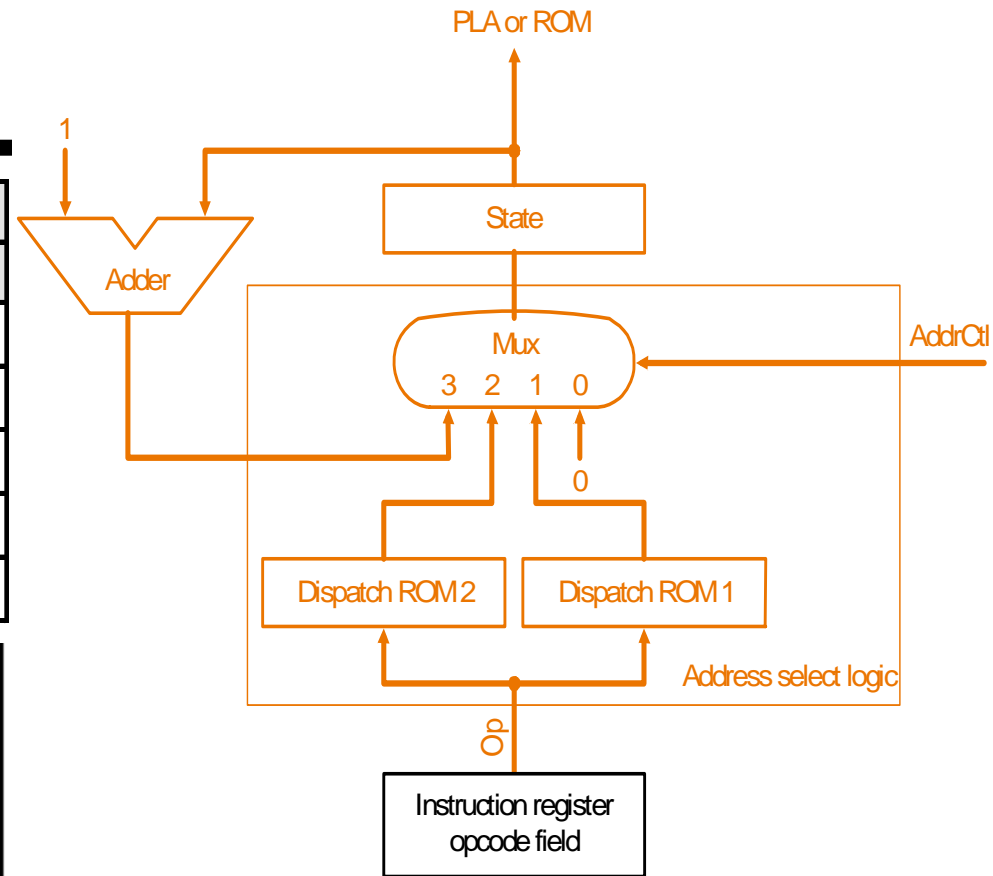 PLA or ROM
1
State
Adder
Mux
AddrCtl
3 2 1 0
0
Dispatch ROM 2
Dispatch ROM 1
Address select logic
Op
Instruction register
opcode field